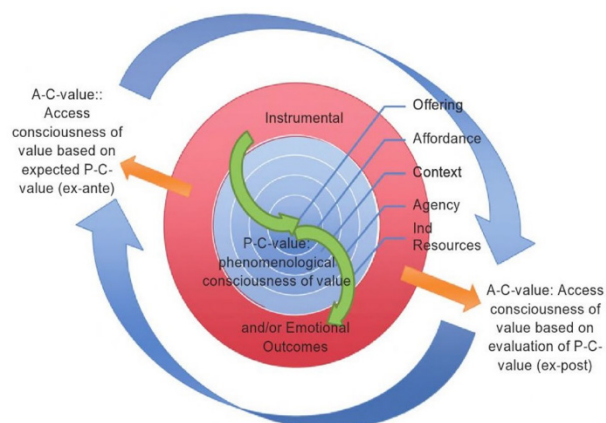 A-C-value::
Access
consciousness of
value based on
expected P-C-
value (ex-ante)
Instrumental
Offering
Affordance
Context
Agency
Ind
Resources
P-C-value:
phenomenological
consciousness of value
and/or Emotional
Outcomes
A-C-value: Access
consciousness of
value based on
evaluation of P-C-
value (ex-post)